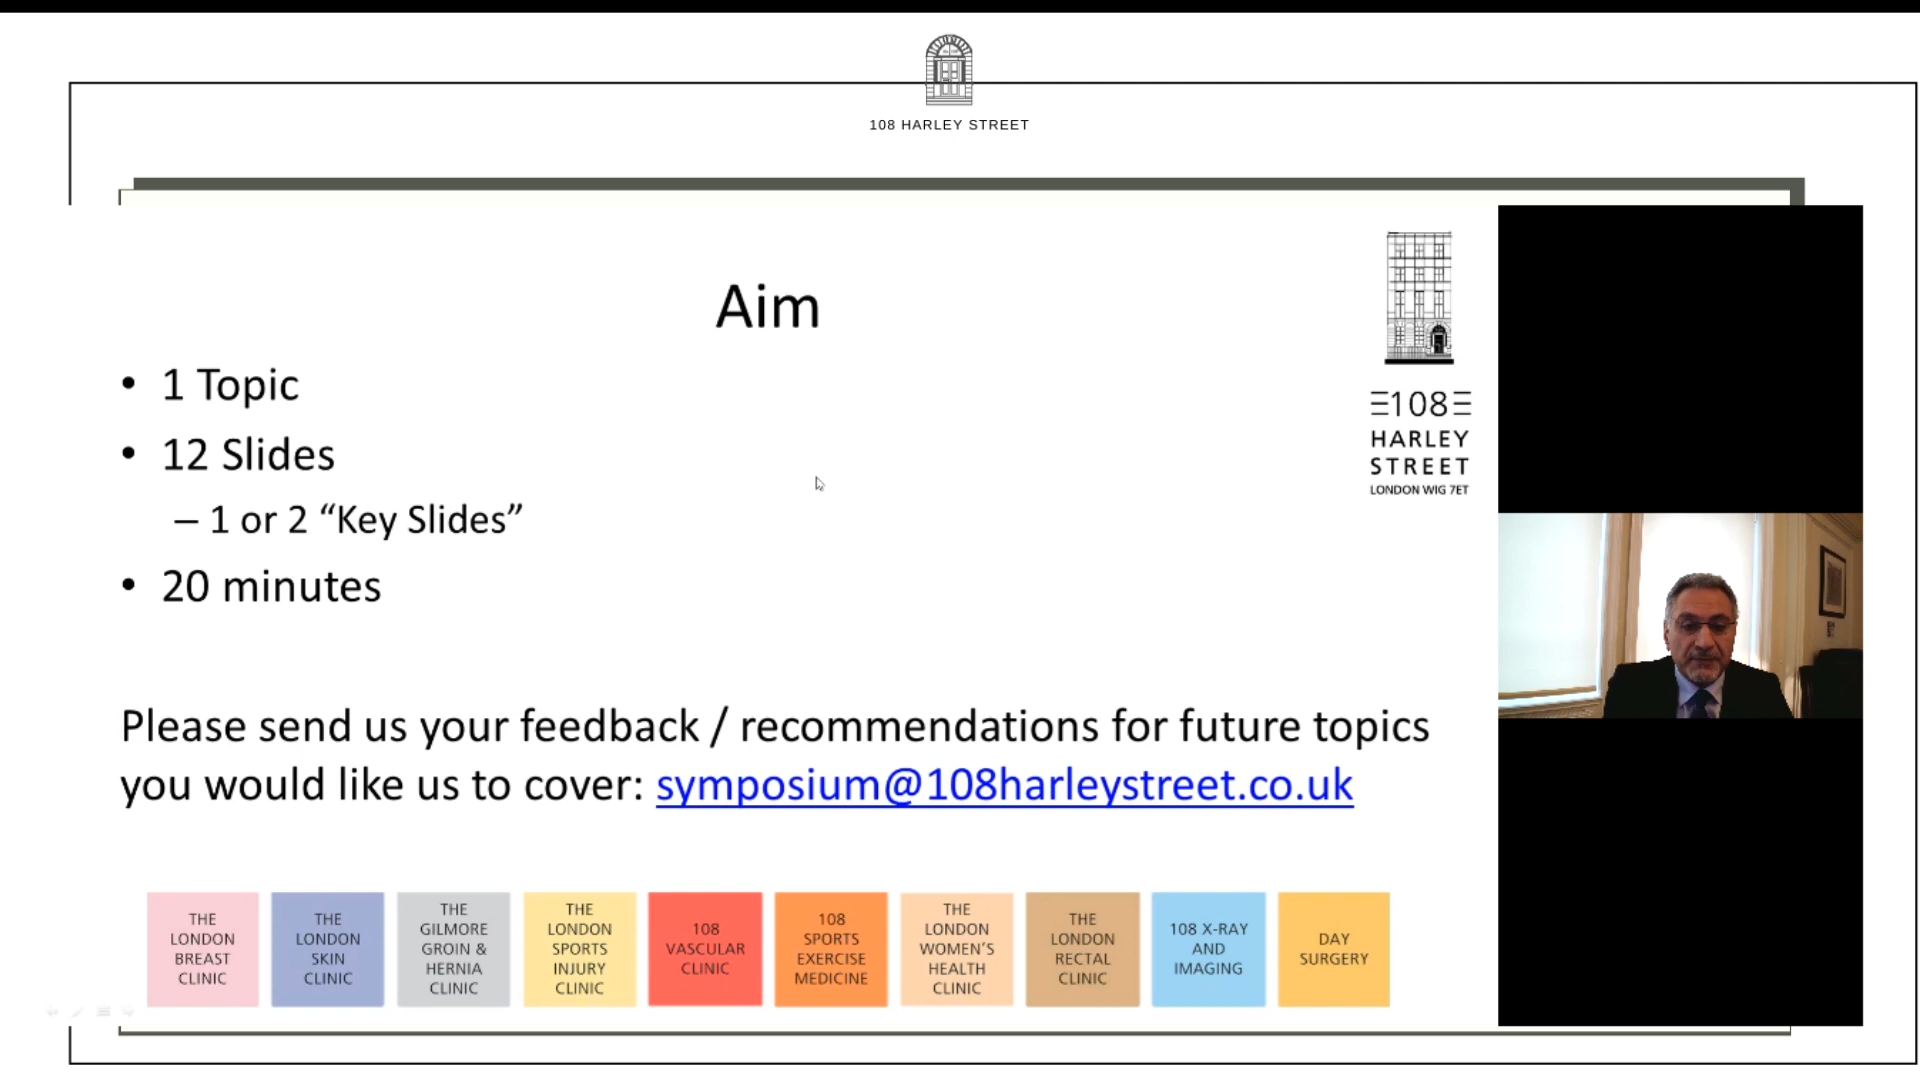 108 HARLEY STREET
Aim
• 1 Topic
• 12 Slides
– 1 or 2 “Key Slides”
• 20 minutes
Please send us your feedback / recommendations for future topics
you would like us to cover: symposium@108harleystreet.co.uk
108
HARLEY
STREET
LONDON W1G 7ET
THE
LONDON
BREAST
CLINIC
THE
LONDON
SKIN
CLINIC
THE
GILMORE
GROIN &
HERNIA
CLINIC
THE
LONDON
SPORTS
INJURY
CLINIC
108
VASCULAR
CLINIC
108
SPORTS
EXERCISE
MEDICINE
THE
LONDON
WOMEN’S
HEALTH
CLINIC
THE
LONDON
RECTAL
CLINIC
108 X-RAY
AND
IMAGING
DAY
SURGERY